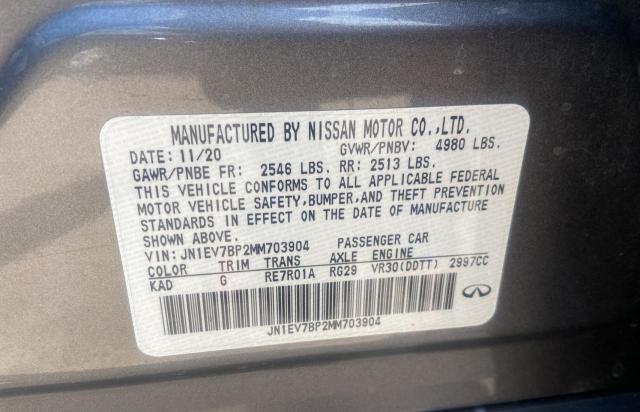 MANUFACTURED BY NISSAN MOTOR CO.,LTD.
DATE: 11/20 GVWR/PNBV: 4980 LBS.
GAWR/PNBE FR: 2546 LBS. RR: 2513 LBS.
THIS VEHICLE CONFORMS TO ALL APPLICABLE FEDERAL
MOTOR VEHICLE SAFETY,BUMPER,AND THEFT PREVENTION
STANDARDS IN EFFECT ON THE DATE OF MANUFACTURE
SHOWN ABOVE.
VIN: JN1EV7BP2MM703904 PASSENGER CAR
COLOR TRIM TRANS AXLE ENGINE
KAD G RE7R01A RG29 VR30(DDTT) 2997CC
JN1EV7BP2MM703904